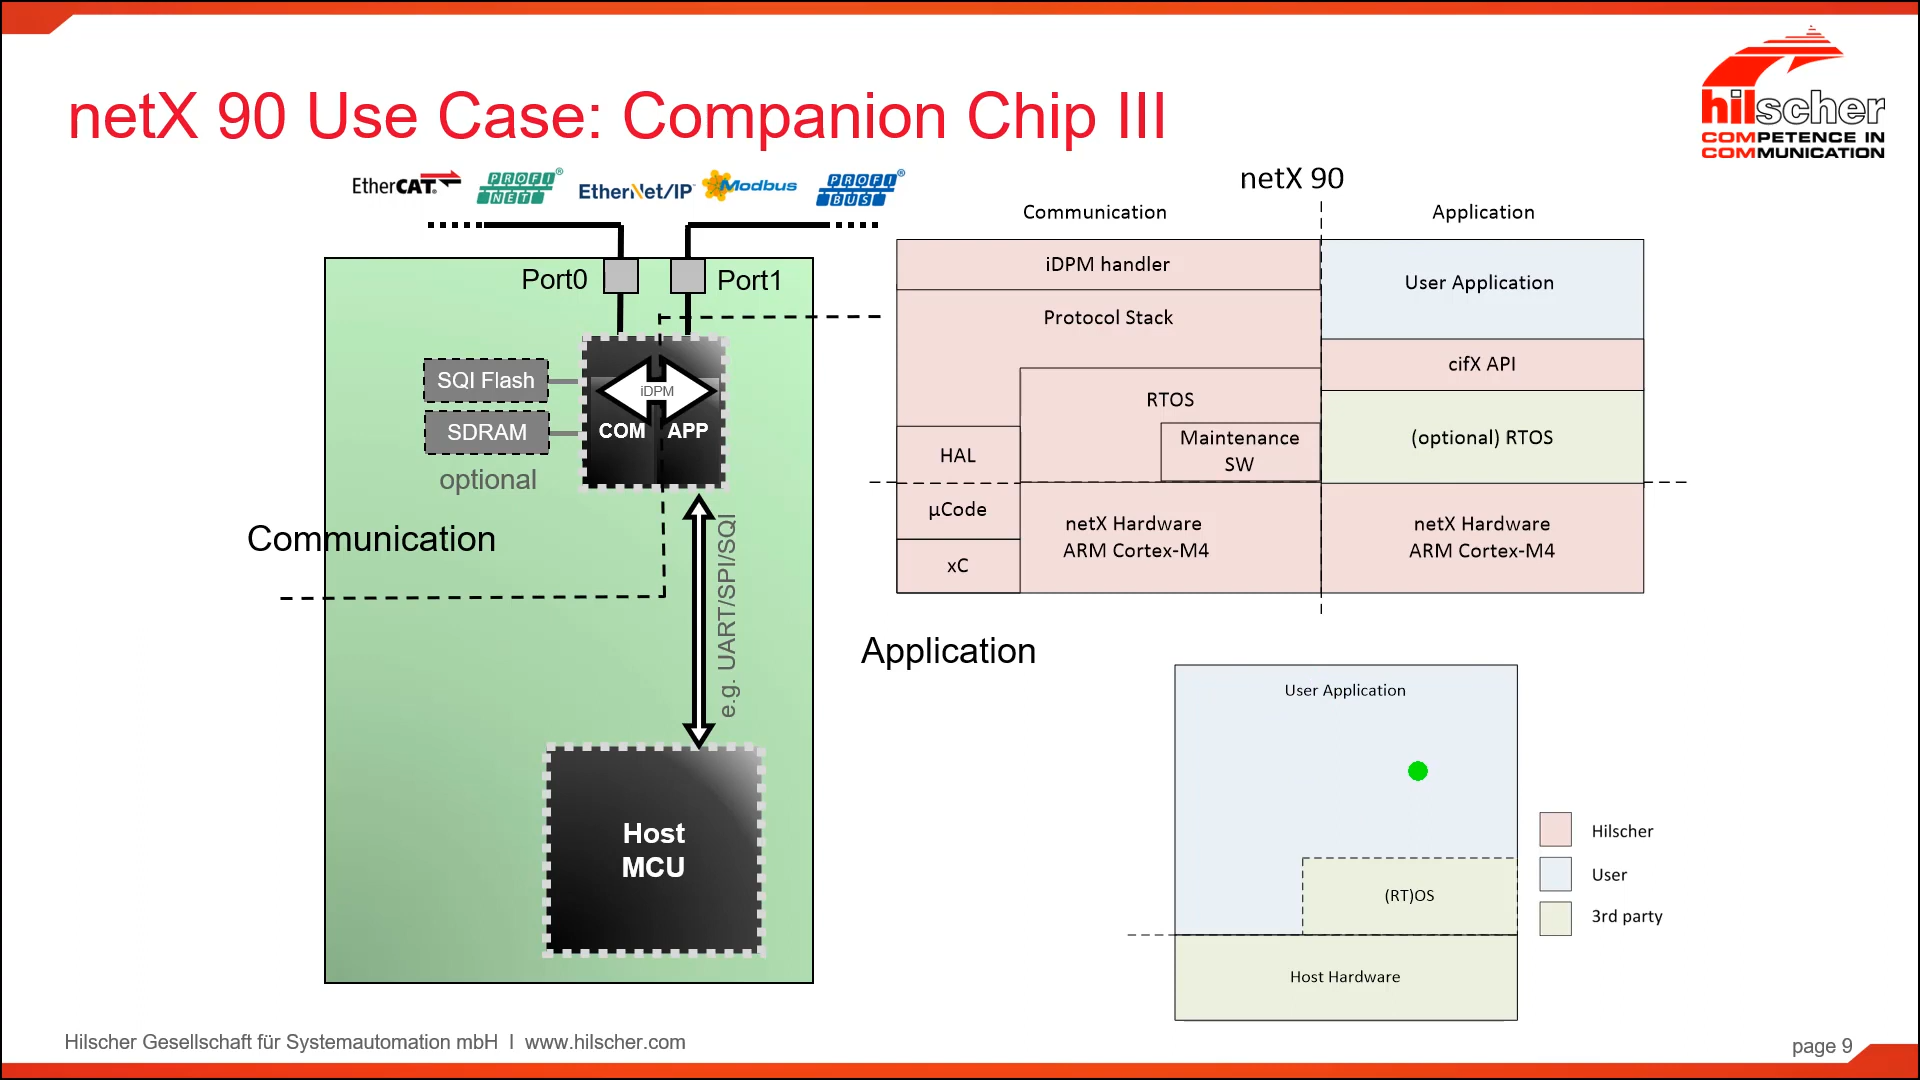 netX 90 Use Case: Companion Chip III
hilscher
COMPETENCE IN
COMMUNICATION
EtherCAT
PROFI
NET
EtherNet/IP
Modbus
PROFI
BUS
Port0
Port1
SQI Flash
SDRAM
optional
iDPM
COM
APP
Communication
e.g. UART/SPI/SQI
Host
MCU
netX 90
Communication
Application
iDPM handler
Protocol Stack
RTOS
Maintenance
SW
HAL
µCode
xC
netX Hardware
ARM Cortex-M4
User Application
cifX API
(optional) RTOS
netX Hardware
ARM Cortex-M4
Application
User Application
(RT)OS
Host Hardware
Hilscher
User
3rd party
Hilscher Gesellschaft für Systemautomation mbH I www.hilscher.com
page 9